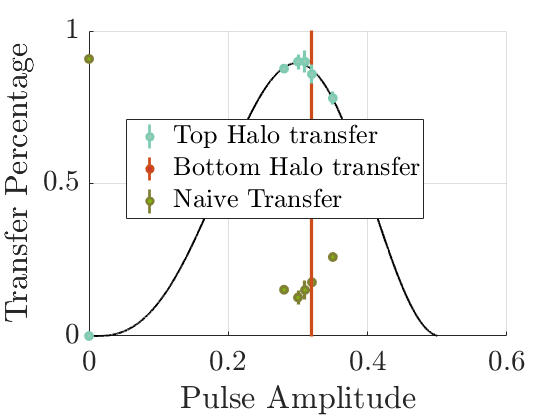 1
0.5
0
Transfer Percentage
Top Halo transfer
Bottom Halo transfer
Naive Transfer
0 0.2 0.4 0.6
Pulse Amplitude